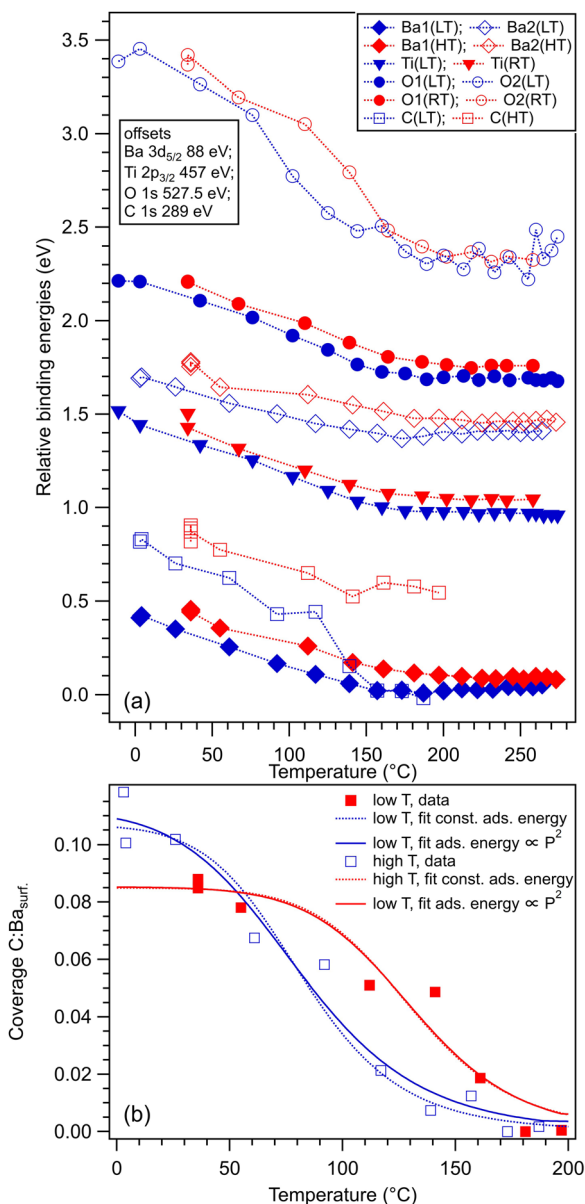 Ba1(LT); Ba2(LT)
Ba1(HT); Ba2(HT)
Ti(LT); Ti(RT)
O1(LT); O2(LT)
O1(RT); O2(RT)
C(LT); C(HT)
offsets
Ba 3d5/2 88 eV;
Ti 2p3/2 457 eV;
O 1s 527.5 eV;
C 1s 289 eV
3.5
3.0
2.5
2.0
1.5
1.0
0.5
0.0
Relative binding energies (eV)
(a)
0 50 100 150 200 250
Temperature (°C)
low T, data
low T, fit const. ads. energy
low T, fit ads. energy ∝ P²
high T, data
high T, fit const. ads. energy
low T, fit ads. energy ∝ P²
0.10
0.08
0.06
0.04
0.02
0.00
Coverage C:Basurf.
(b)
0 50 100 150 200
Temperature (°C)